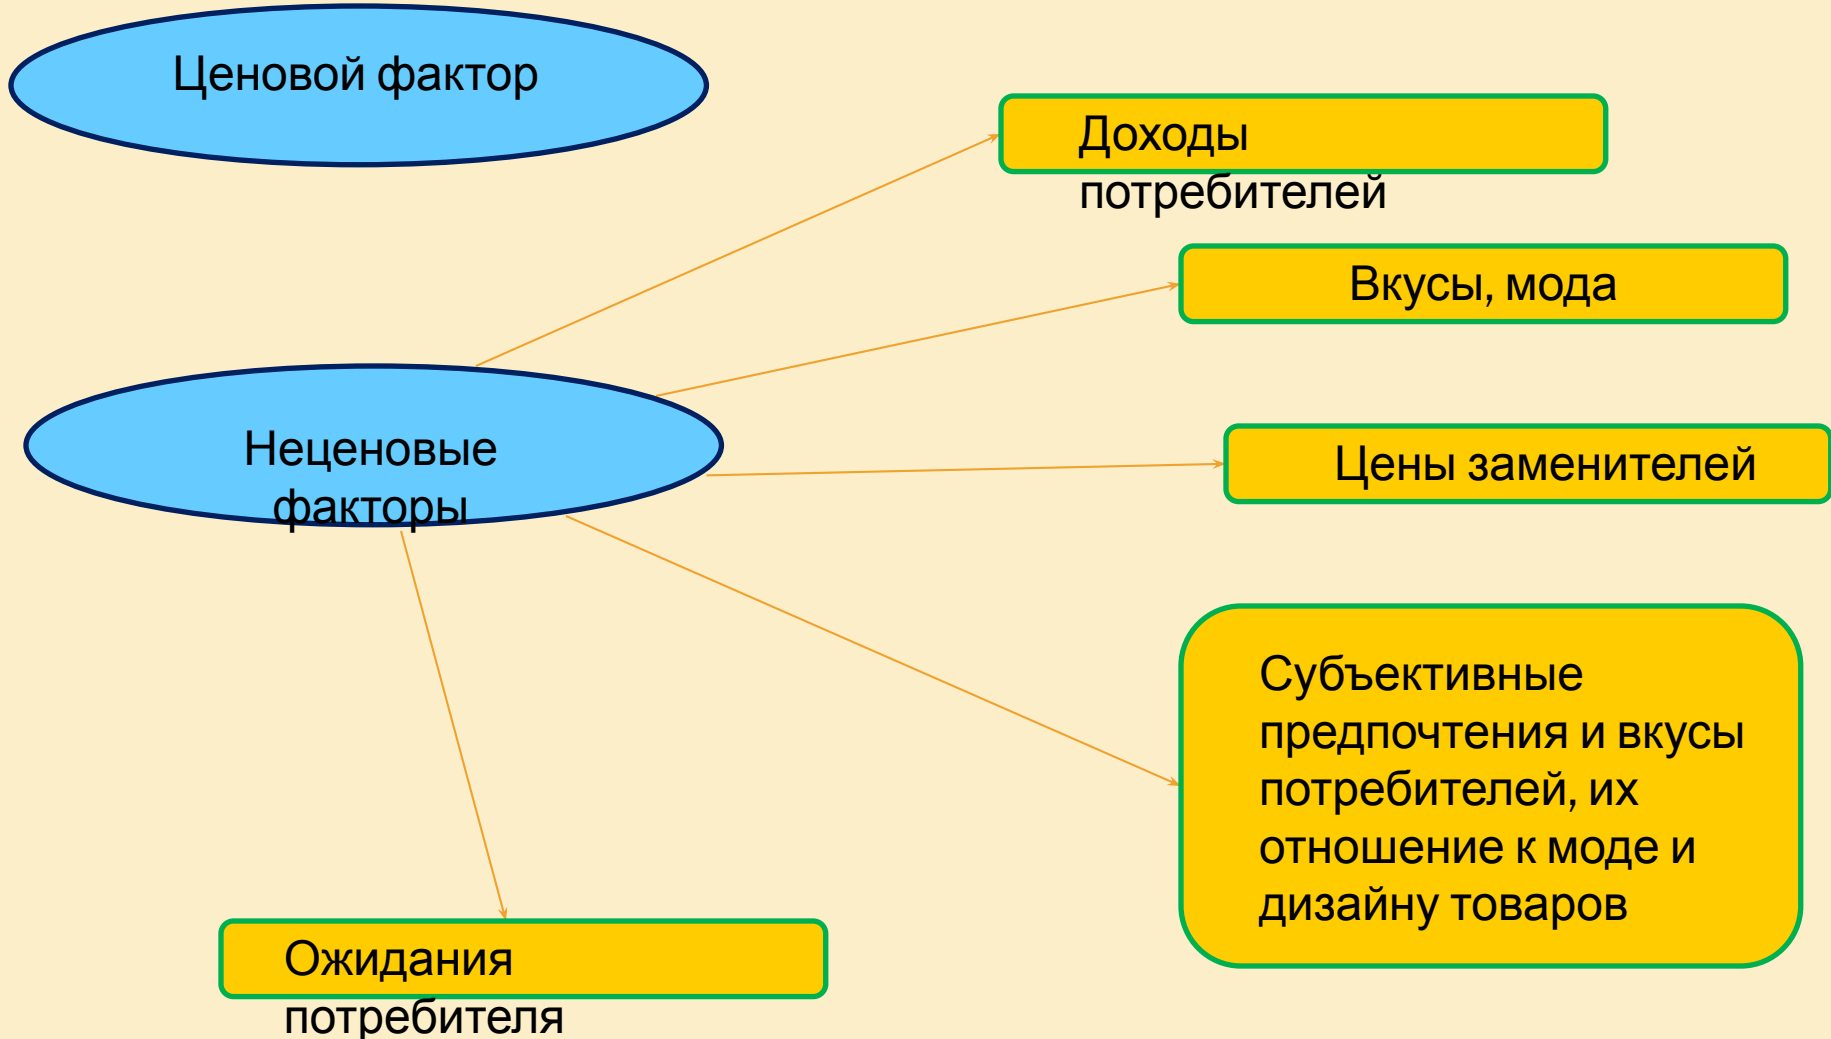 Ценовой фактор
Доходы
потребителей
Вкусы, мода
Неценовые
факторы
Цены заменителей
Субъективные
предпочтения и вкусы
потребителей, их
отношение к моде и
дизайну товаров
Ожидания
потребителя